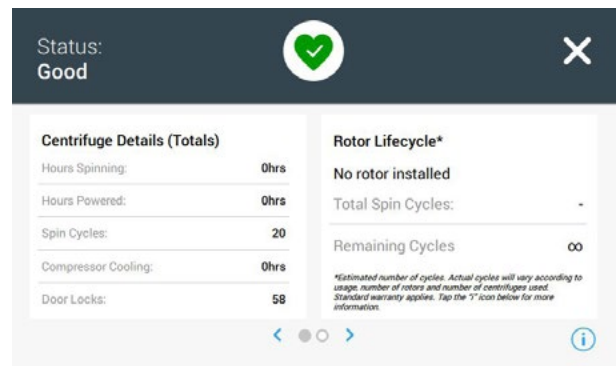 Status:
Good
Centrifuge Details (Totals)
Hours Spinning: 0hrs
Hours Powered: 0hrs
Spin Cycles: 20
Compressor Cooling: 0hrs
Door Locks: 58
Rotor Lifecycle*
No rotor installed
Total Spin Cycles: -
Remaining Cycles ∞
*Estimated number of cycles. Actual cycles will vary according to
usage, number of rotors and number of centrifuges used.
Standard warranty applies. Tap the "i" icon below for more
information.